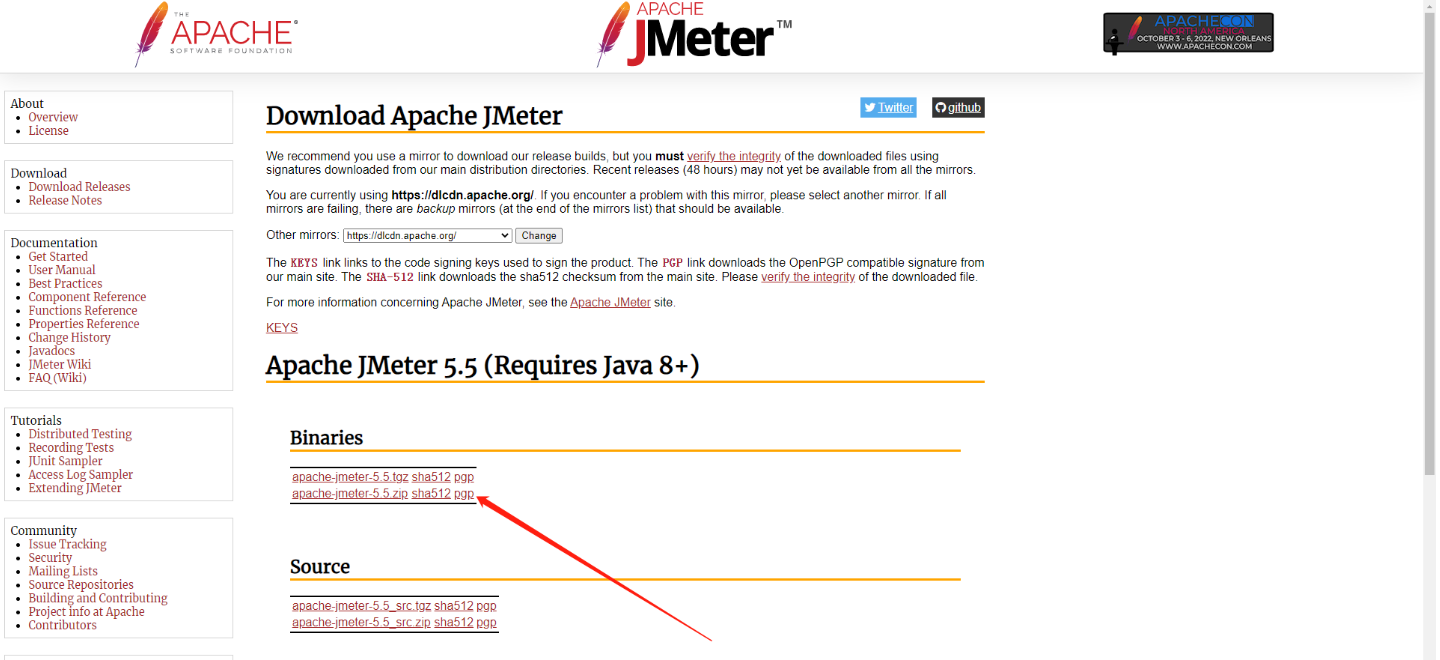 THE
APACHE®
SOFTWARE FOUNDATION
APACHE
JMeter™
APACHECON
NORTH AMERICA
OCTOBER 3 - 6, 2022, NEW ORLEANS
WWW.APACHECON.COM
About
Overview
License
Download
Download Releases
Release Notes
Documentation
Get Started
User Manual
Best Practices
Component Reference
Functions Reference
Properties Reference
Change History
Javadocs
JMeter Wiki
FAQ (Wiki)
Tutorials
Distributed Testing
Recording Tests
JUnit Sampler
Access Log Sampler
Extending JMeter
Community
Issue Tracking
Security
Mailing Lists
Source Repositories
Building and Contributing
Project info at Apache
Contributors
Download Apache JMeter
Twitter
github
We recommend you use a mirror to download our release builds, but you must verify the integrity of the downloaded files using
signatures downloaded from our main distribution directories. Recent releases (48 hours) may not yet be available from all the mirrors.
You are currently using https://dlcdn.apache.org/. If you encounter a problem with this mirror, please select another mirror. If all
mirrors are failing, there are backup mirrors (at the end of the mirrors list) that should be available.
Other mirrors: https://dlcdn.apache.org/ Change
The KEYS link links to the code signing keys used to sign the product. The PGP link downloads the OpenPGP compatible signature from
our main site. The SHA-512 link downloads the sha512 checksum from the main site. Please verify the integrity of the downloaded file.
For more information concerning Apache JMeter, see the Apache JMeter site.
KEYS
Apache JMeter 5.5 (Requires Java 8+)
Binaries
apache-jmeter-5.5.tgz sha512 pgp
apache-jmeter-5.5.zip sha512 pgp
Source
apache-jmeter-5.5_src.tgz sha512 pgp
apache-jmeter-5.5_src.zip sha512 pgp